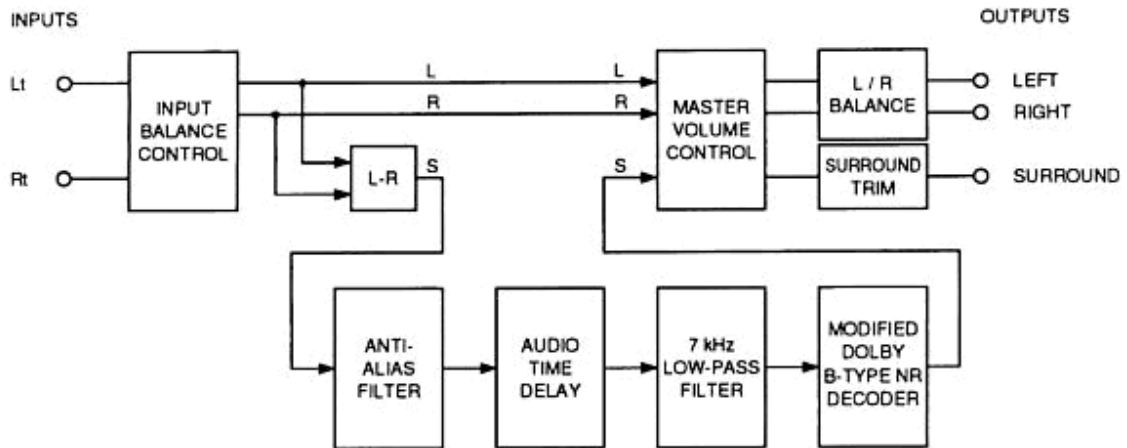 INPUTS
OUTPUTS
Lt
Rt
INPUT
BALANCE
CONTROL
L
R
L
R
L-R
S
S
MASTER
VOLUME
CONTROL
L / R
BALANCE
SURROUND
TRIM
LEFT
RIGHT
SURROUND
ANTI-
ALIAS
FILTER
AUDIO
TIME
DELAY
7 kHz
LOW-PASS
FILTER
MODIFIED
DOLBY
B-TYPE NR
DECODER